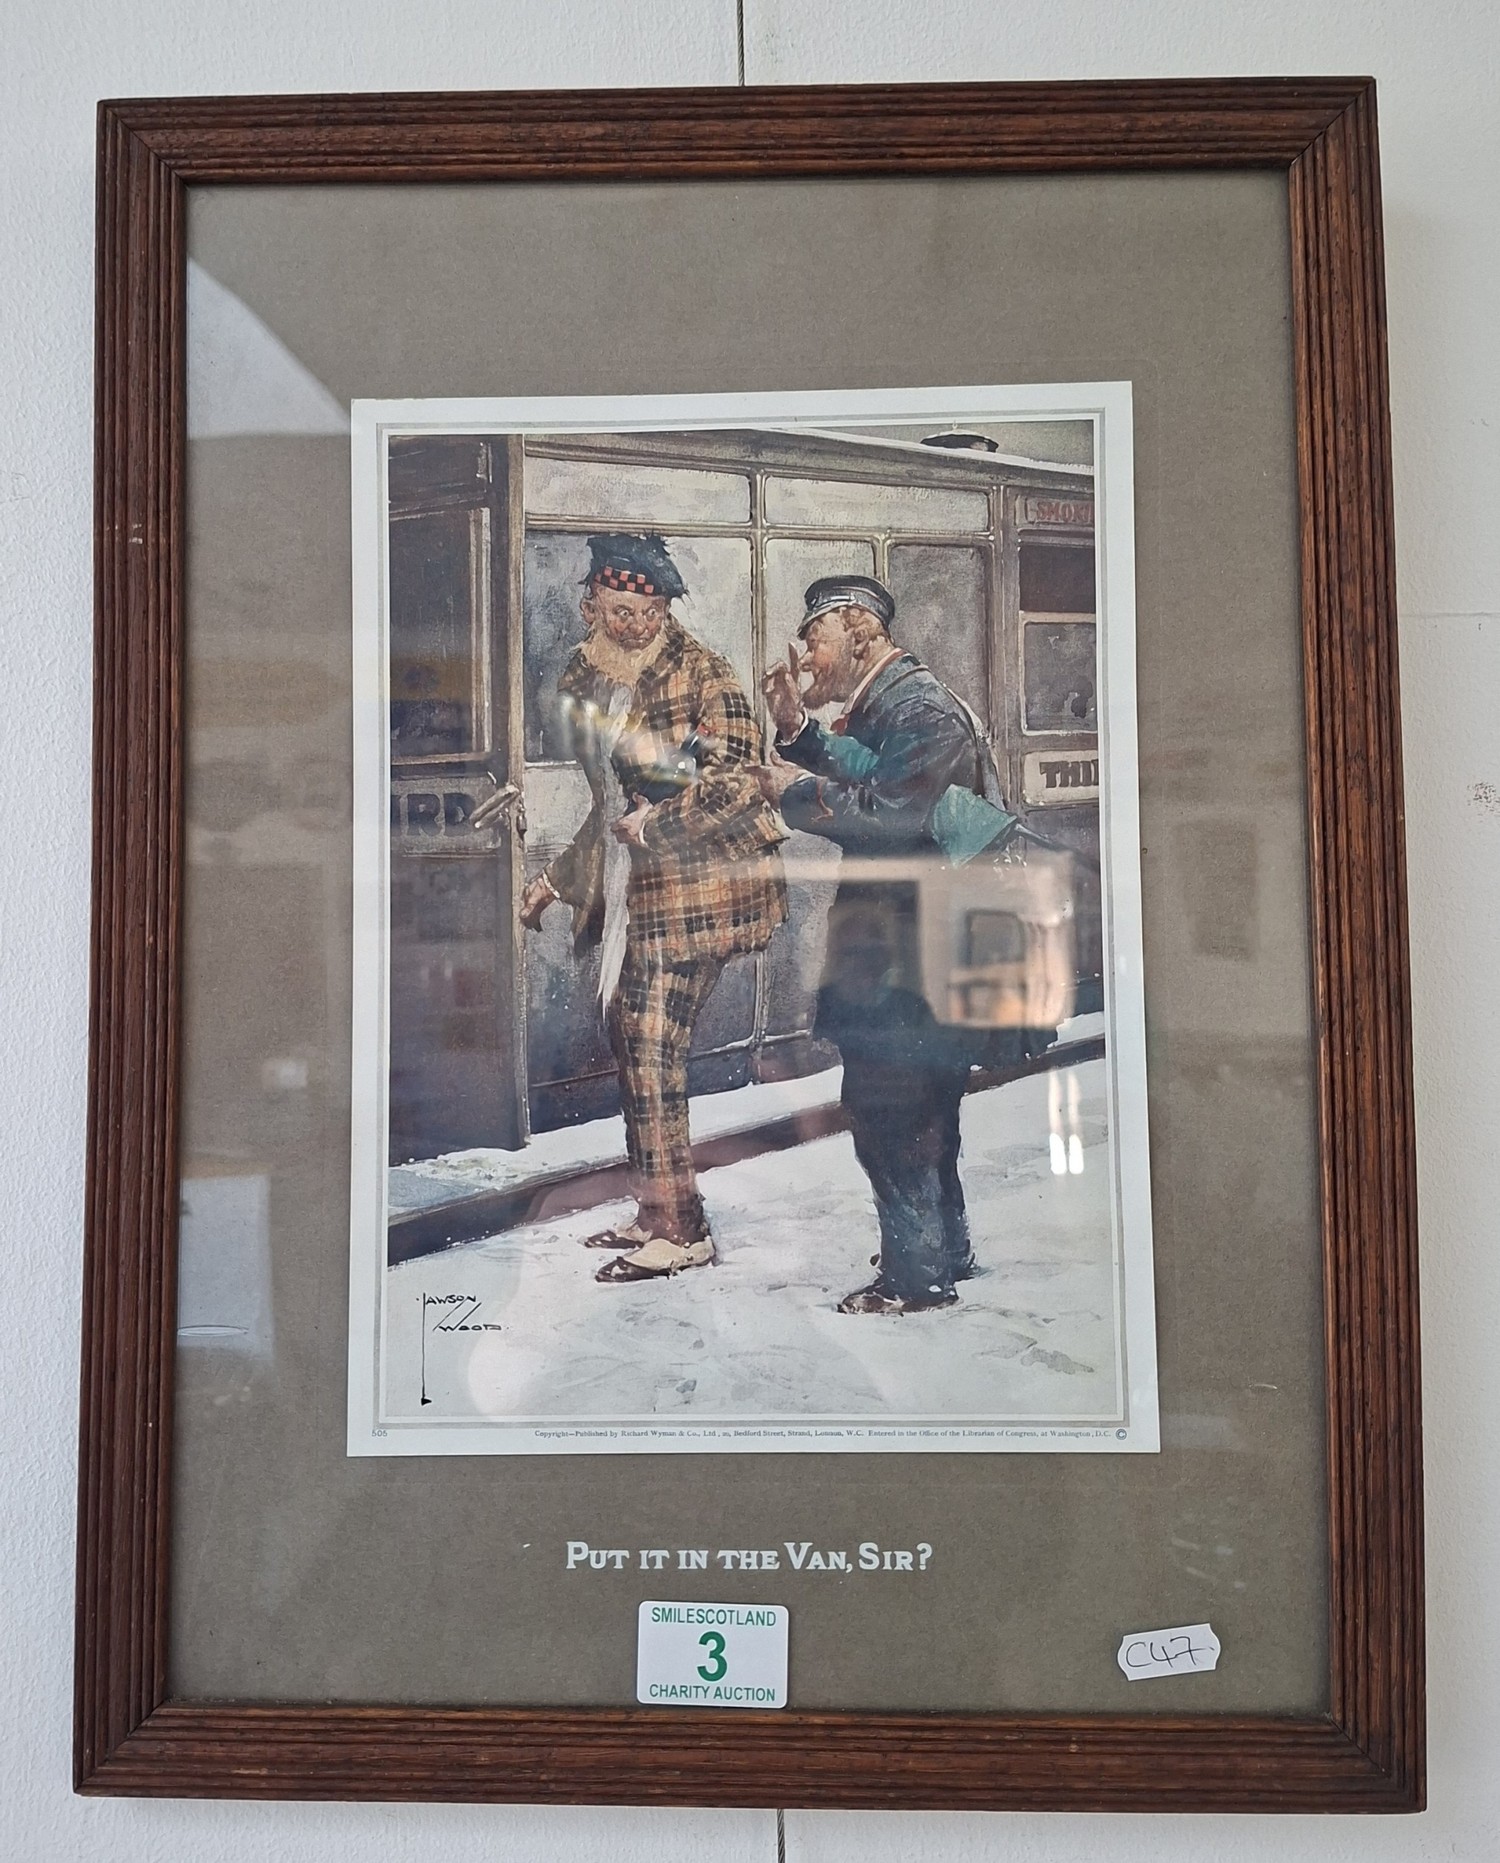 SMOKI
THI
IRD
LAWSON
WOOD.
505
Copyright—Published by Richard Wyman & Co., Ltd., 20, Bedford Street, Strand, London, W.C. Entered in the Office of the Librarian of Congress, at Washington, D.C. ©
PUT IT IN THE VAN, SIR?
SMILESCOTLAND
3
CHARITY AUCTION
C47